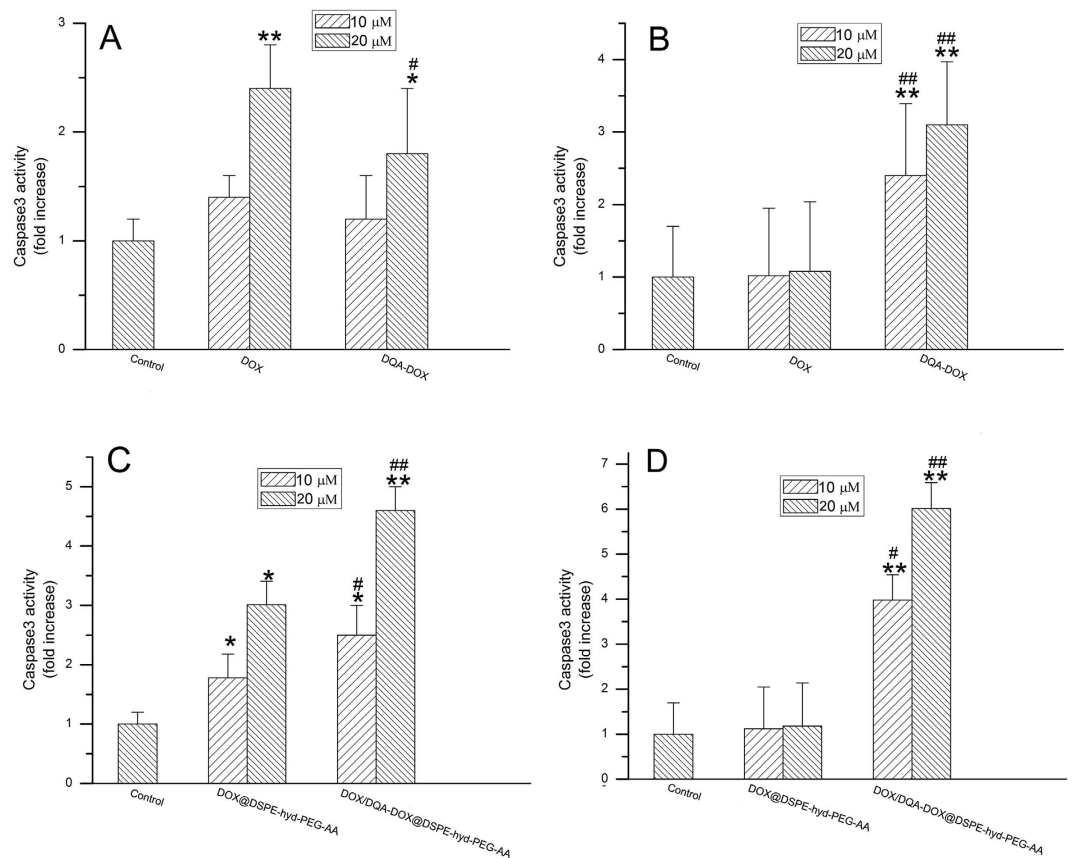 A
10 μM
20 μM
3
2
1
0
Caspase3 activity
(fold increase)
**
#
*
Control
DOX
DQA-DOX
B
10 μM
20 μM
4
3
2
1
0
Caspase3 activity
(fold increase)
##
**
##
**
Control
DOX
DQA-DOX
C
10 μM
20 μM
5
4
3
2
1
0
Caspase3 activity
(fold increase)
*
*
#
*
##
**
Control
DOX@DSPE-hyd-PEG-AA
DOX/DQA-DOX@DSPE-hyd-PEG-AA
D
10 μM
20 μM
7
6
5
4
3
2
1
0
Caspase3 activity
(fold increase)
#
**
##
**
Control
DOX@DSPE-hyd-PEG-AA
DOX/DQA-DOX@DSPE-hyd-PEG-AA